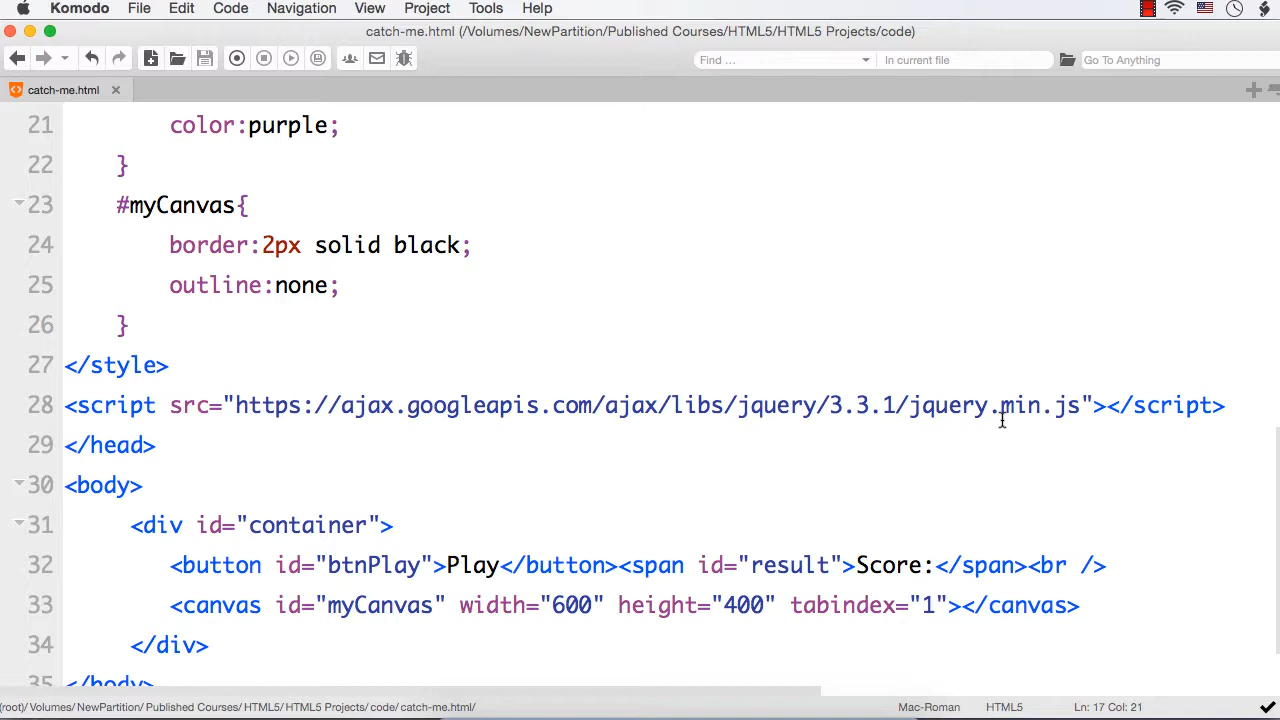 Komodo File Edit Code Navigation View Project Tools Help
catch-me.html (/Volumes/NewPartition/Published Courses/HTML5/HTML5 Projects/code)
Find ... In current file Go To Anything
catch-me.html
21 color:purple;
22 }
23 #myCanvas{
24 border:2px solid black;
25 outline:none;
26 }
27 </style>
28 <script src="https://ajax.googleapis.com/ajax/libs/jquery/3.3.1/jquery.min.js"></script>
29 </head>
30 <body>
31 <div id="container">
32 <button id="btnPlay">Play</button><span id="result">Score:</span><br />
33 <canvas id="myCanvas" width="600" height="400" tabindex="1"></canvas>
34 </div>
35 </body>
(root)/ Volumes/ NewPartition/ Published Courses/ HTML5/ HTML5 Projects/ code/ catch-me.html/ Mac-Roman HTML5 Ln: 17 Col: 21